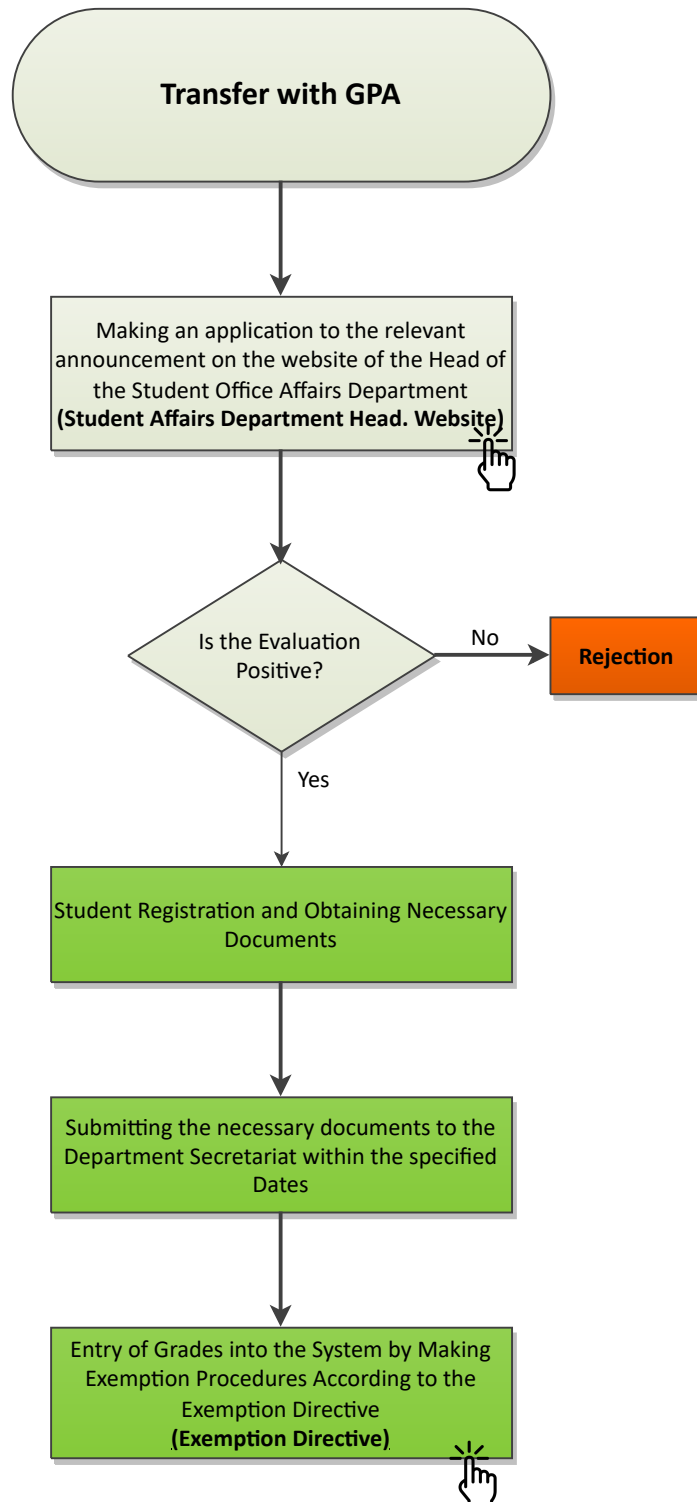 Transfer with GPA
Making an application to the relevant
announcement on the website of the Head of
the Student Office Affairs Department
(Student Affairs Department Head. Website)
Is the Evaluation
Positive?
No
Rejection
Yes
Student Registration and Obtaining Necessary
Documents
Submitting the necessary documents to the
Department Secretariat within the specified
Dates
Entry of Grades into the System by Making
Exemption Procedures According to the
Exemption Directive
(Exemption Directive)